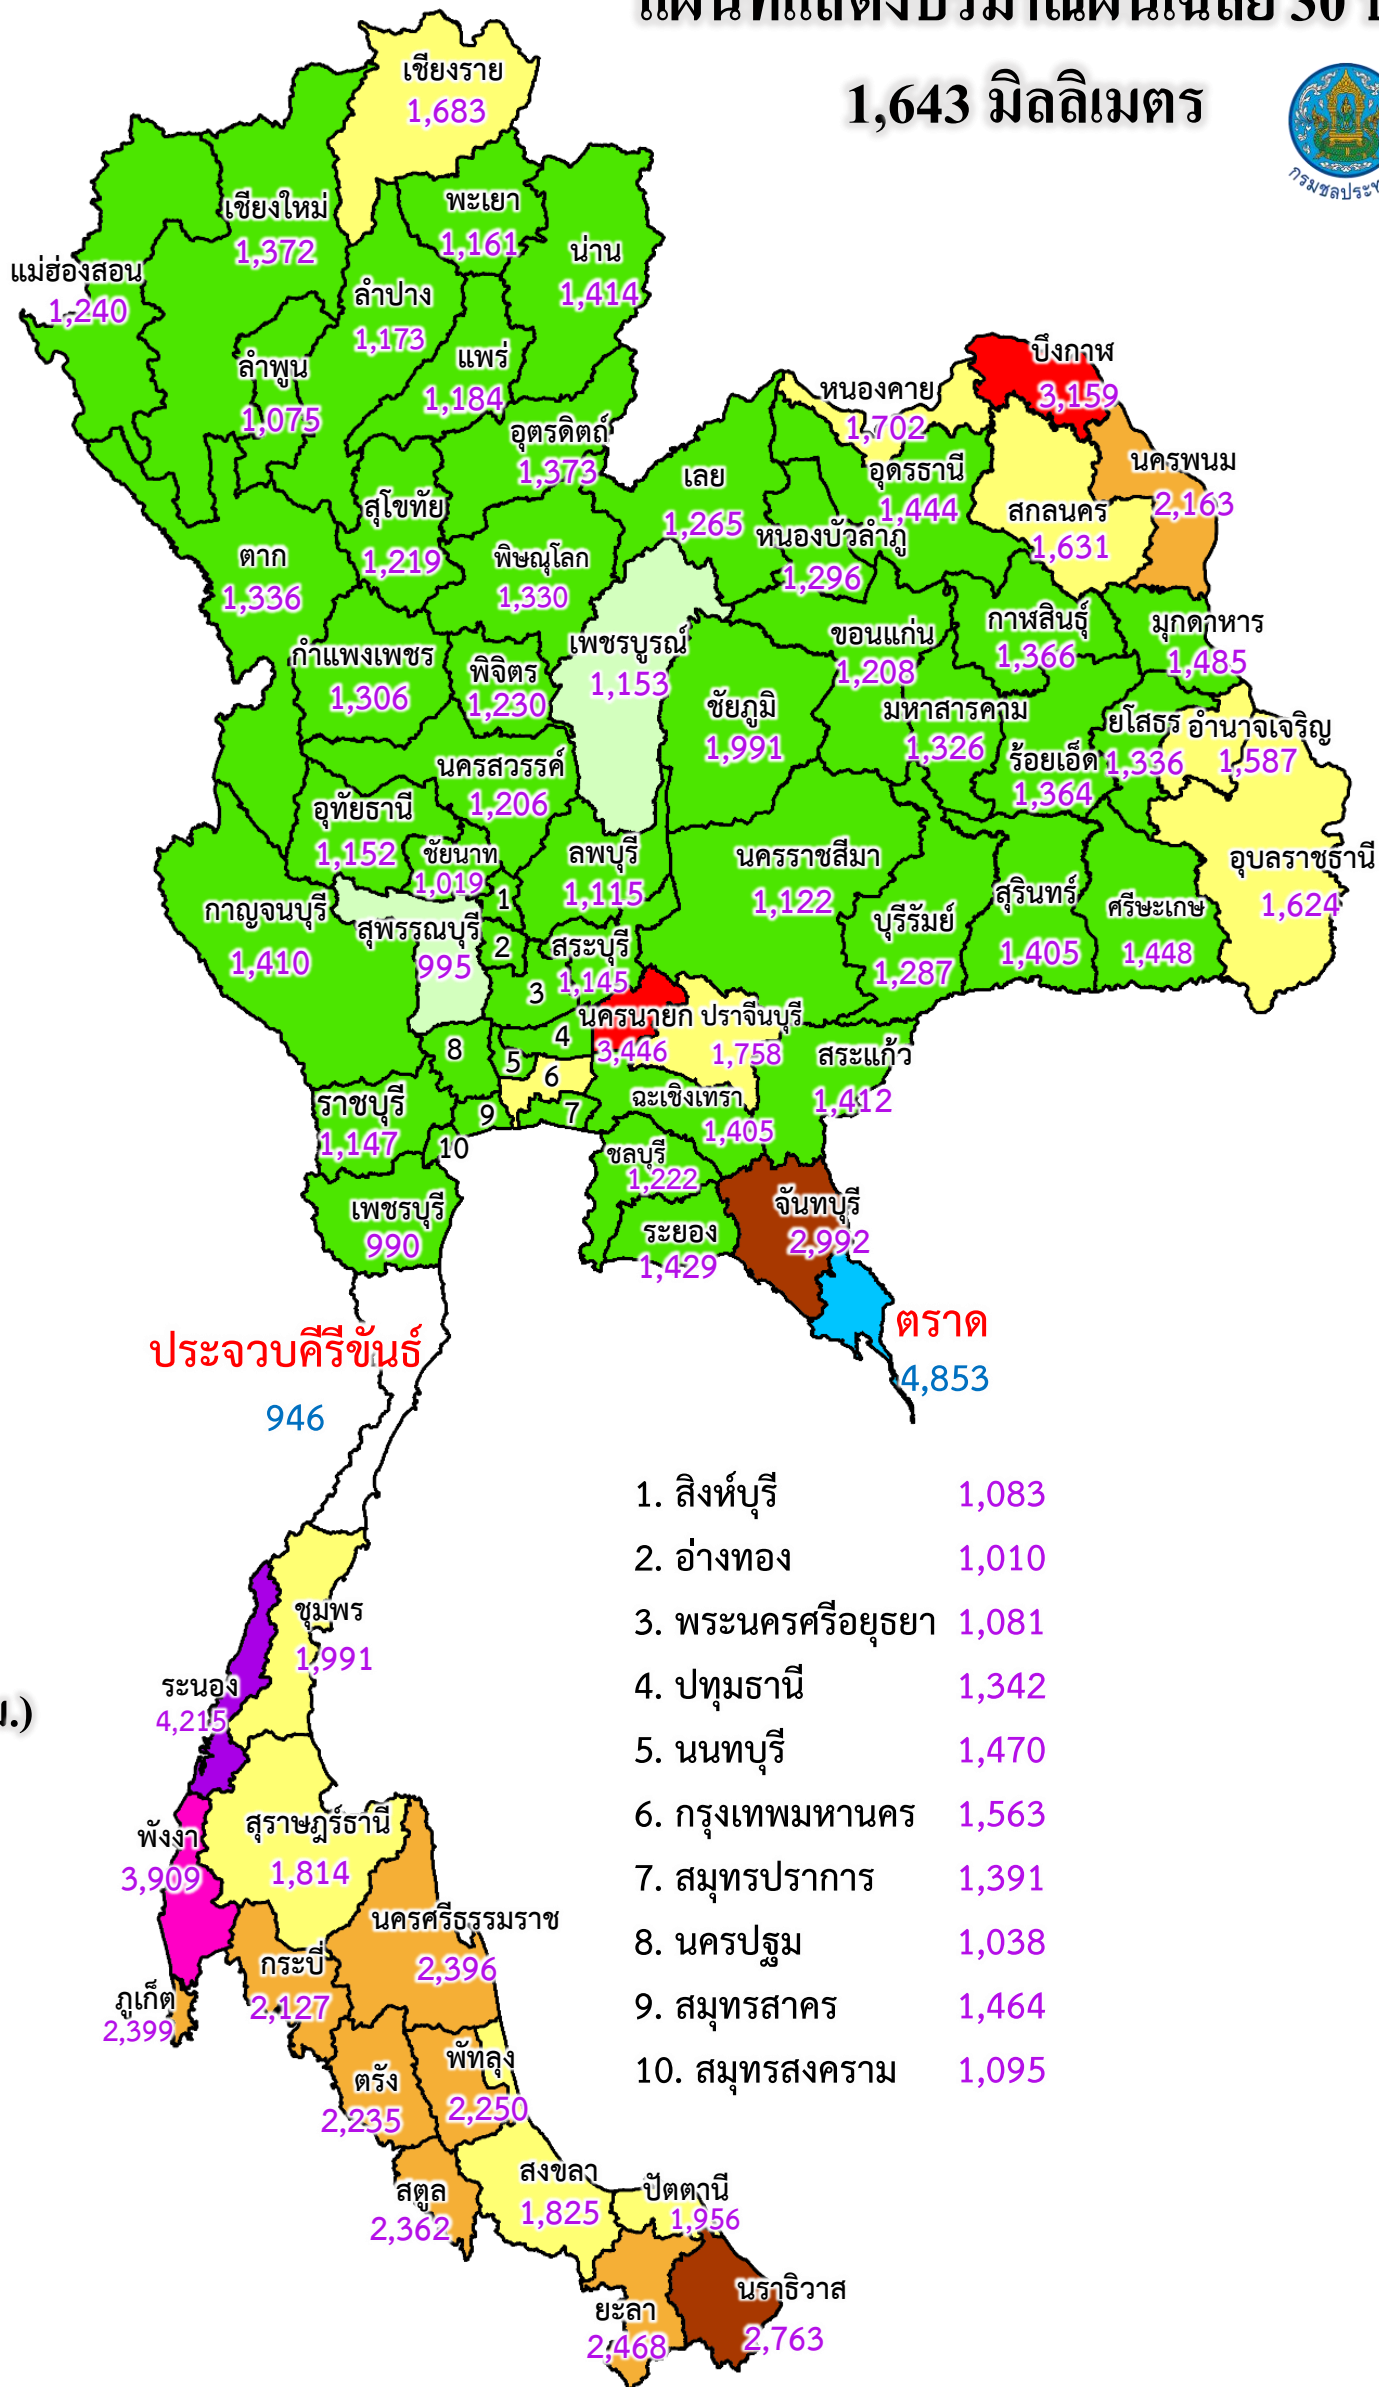 1,643 มิลลิเมตร
เชียงราย
1,683
เชียงใหม่
1,372
พะเยา
1,161
น่าน
1,414
แม่ฮ่องสอน
1,240
ลำปาง
1,173
แพร่
1,184
ลำพูน
1,075
อุตรดิตถ์
1,373
บึงกาฬ
3,159
หนองคาย
1,702
นครพนม
2,163
เลย
1,265
อุดรธานี
1,444
สกลนคร
1,631
สุโขทัย
1,219
ตาก
1,336
พิษณุโลก
1,330
หนองบัวลำภู
1,296
เพชรบูรณ์
1,153
ขอนแก่น
1,208
กาฬสินธุ์
1,366
มุกดาหาร
1,485
กำแพงเพชร
1,306
พิจิตร
1,230
ชัยภูมิ
1,991
มหาสารคาม
1,326
ร้อยเอ็ด
1,364
ยโสธร
1,336
อำนาจเจริญ
1,587
นครสวรรค์
1,206
อุทัยธานี
1,152
ชัยนาท
1,019
ลพบุรี
1,115
นครราชสีมา
1,122
บุรีรัมย์
1,287
สุรินทร์
1,405
ศรีษะเกษ
1,448
อุบลราชธานี
1,624
กาญจนบุรี
1,410
สุพรรณบุรี
995
สระบุรี
1,145
1
2
3
4
5
6
7
8
9
10
นครนายก
3,446
ปราจีนบุรี
1,758
สระแก้ว
1,412
ฉะเชิงเทรา
1,405
ราชบุรี
1,147
ชลบุรี
1,222
เพชรบุรี
990
ระยอง
1,429
จันทบุรี
2,992
ตราด
4,853
ประจวบคีรีขันธ์
946
1. สิงห์บุรี 1,083
2. อ่างทอง 1,010
3. พระนครศรีอยุธยา 1,081
4. ปทุมธานี 1,342
5. นนทบุรี 1,470
6. กรุงเทพมหานคร 1,563
7. สมุทรปราการ 1,391
8. นครปฐม 1,038
9. สมุทรสาคร 1,464
10. สมุทรสงคราม 1,095
ชุมพร
1,991
ระนอง
4,215
สุราษฎร์ธานี
1,814
พังงา
3,909
นครศรีธรรมราช
2,396
กระบี่
2,127
ภูเก็ต
2,399
ตรัง
2,235
พัทลุง
2,250
สตูล
2,362
สงขลา
1,825
ปัตตานี
1,956
ยะลา
2,468
นราธิวาส
2,763